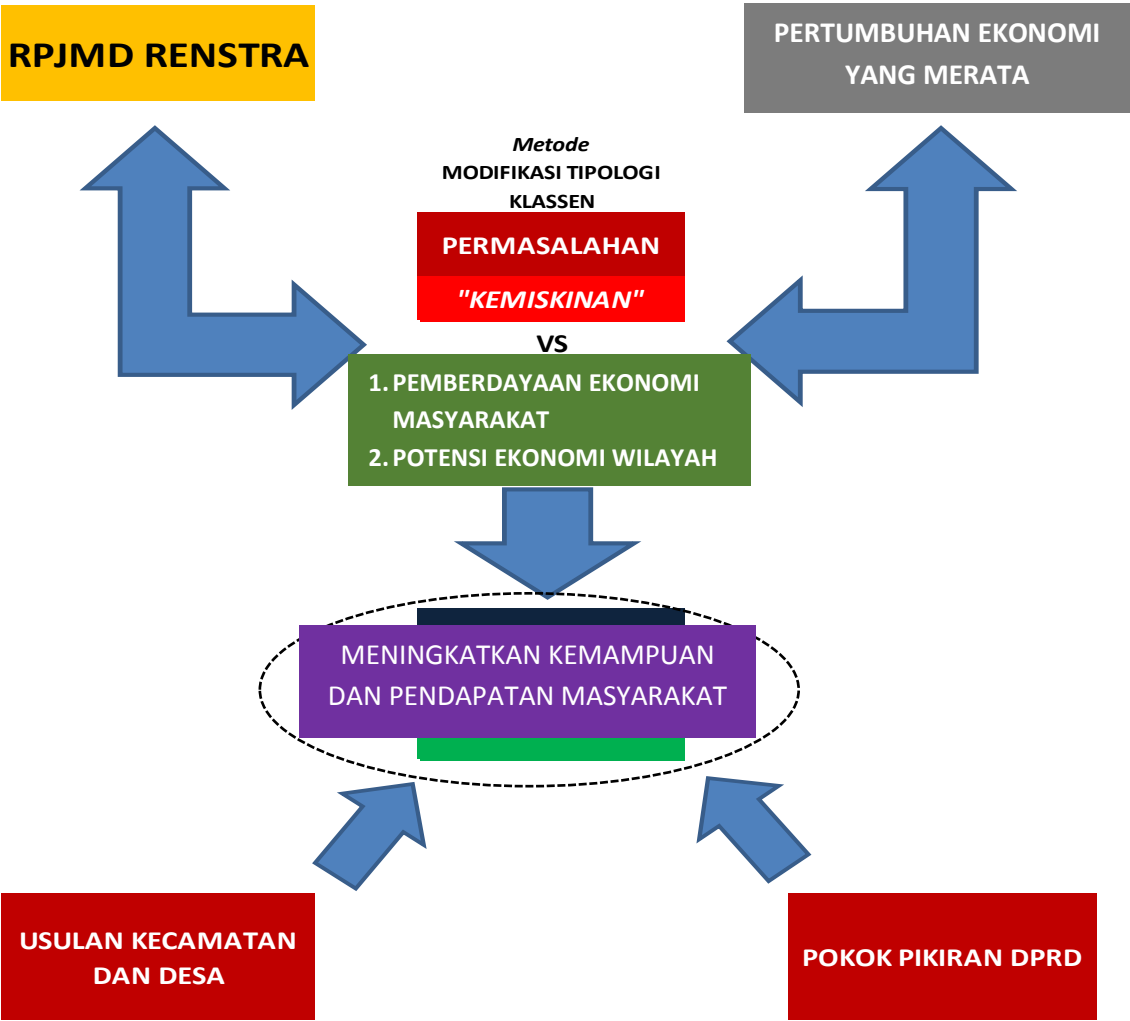 RPJMD RENSTRA
PERTUMBUHAN EKONOMI
YANG MERATA
Metode
MODIFIKASI TIPOLOGI
KLASSEN
PERMASALAHAN
"KEMISKINAN"
VS
1. PEMBERDAYAAN EKONOMI
MASYARAKAT
2. POTENSI EKONOMI WILAYAH
MENINGKATKAN KEMAMPUAN
DAN PENDAPATAN MASYARAKAT
USULAN KECAMATAN
DAN DESA
POKOK PIKIRAN DPRD